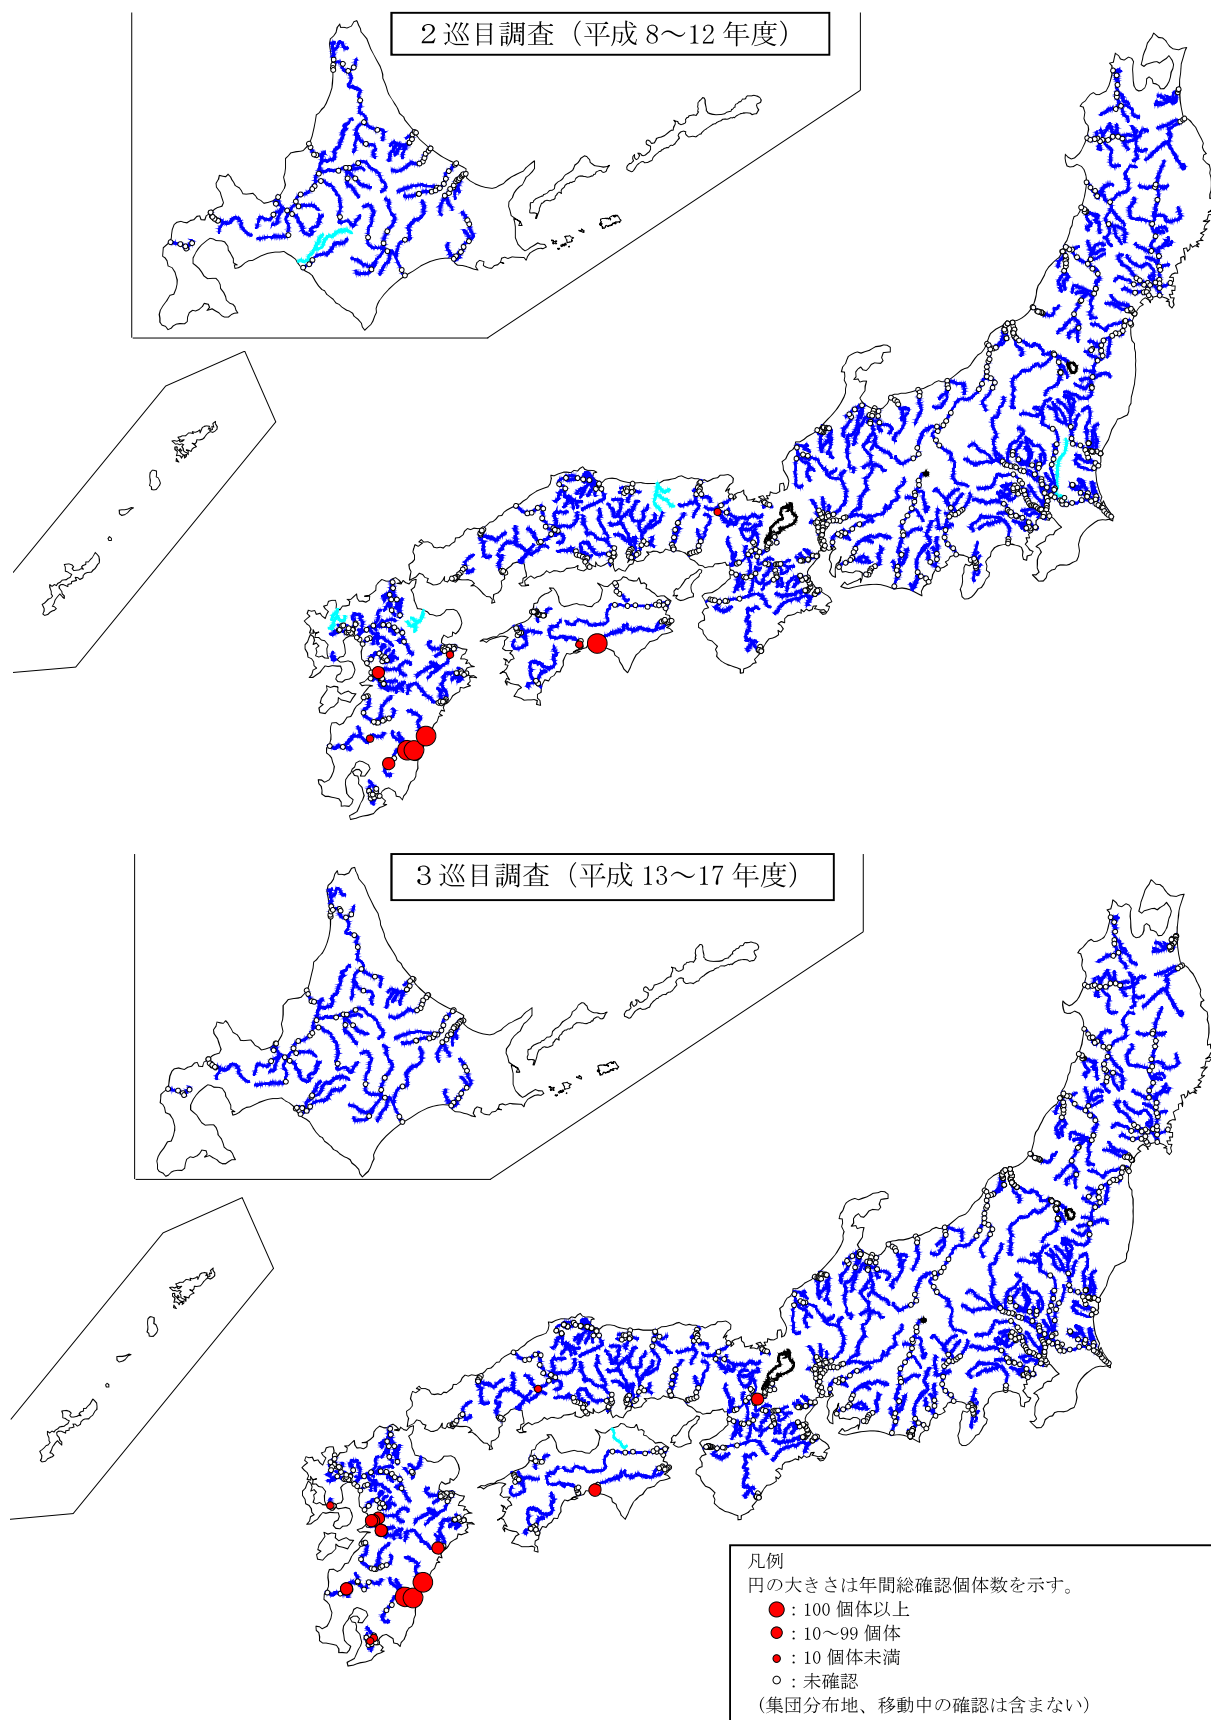 2巡目調査（平成 8～12 年度）
3巡目調査（平成 13～17 年度）
凡例
円の大きさは年間総確認個体数を示す。
：100 個体以上
：10～99 個体
：10 個体未満
：未確認
（集団分布地、移動中の確認は含まない）